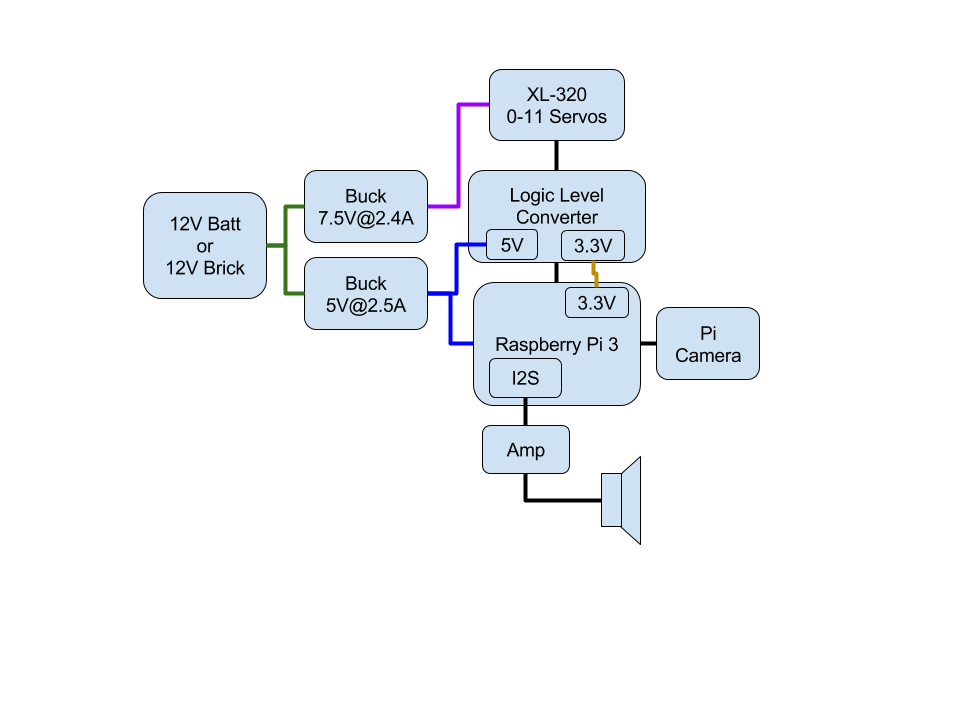 XL-320
0-11 Servos
Logic Level
Converter
5V
3.3V
Buck
7.5V@2.4A
12V Batt
or
12V Brick
Buck
5V@2.5A
3.3V
Raspberry Pi 3
I2S
Pi
Camera
Amp